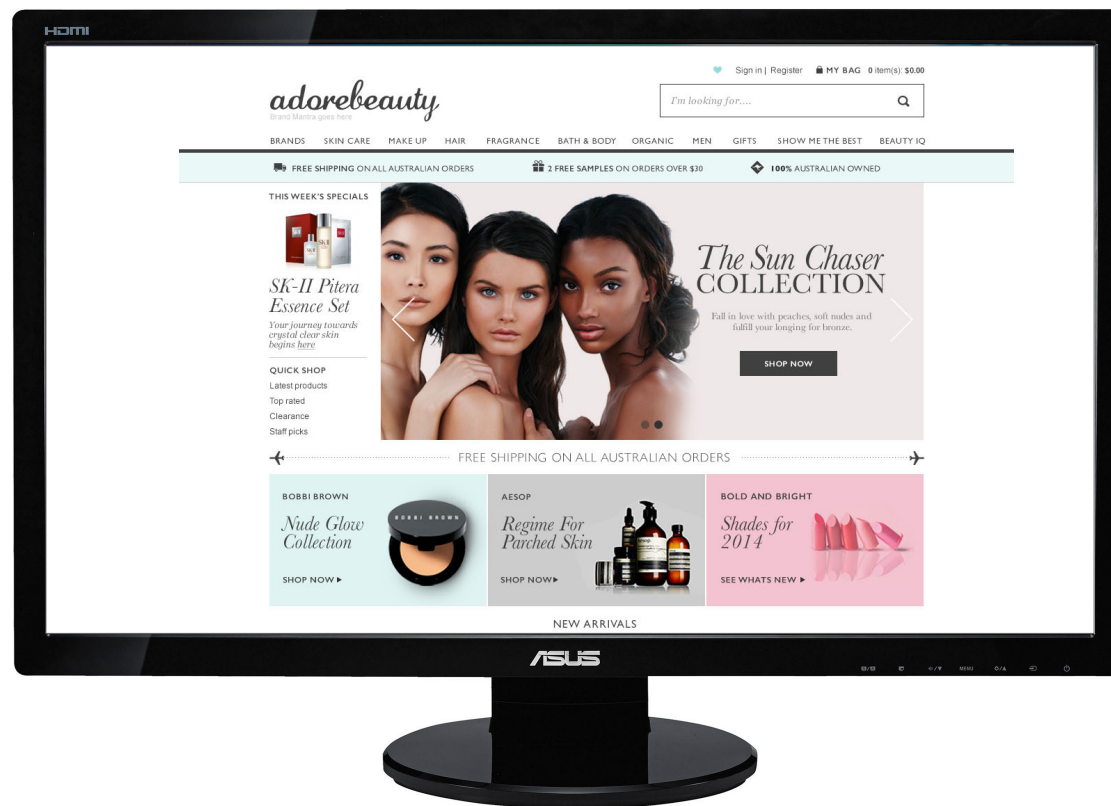 HDMI
Sign in | Register MY BAG 0 item(s): $0.00
adorebeauty
Brand Mantra goes here
I'm looking for....
BRANDS SKIN CARE MAKE UP HAIR FRAGRANCE BATH & BODY ORGANIC MEN GIFTS SHOW ME THE BEST BEAUTY IQ
FREE SHIPPING ON ALL AUSTRALIAN ORDERS 2 FREE SAMPLES ON ORDERS OVER $30 100% AUSTRALIAN OWNED
THIS WEEK'S SPECIALS
SK-II
SK-II Pitera
Essence Set
Your journey towards
crystal clear skin
begins here
QUICK SHOP
Latest products
Top rated
Clearance
Staff picks
The Sun Chaser
COLLECTION
Fall in love with peaches, soft nudes and
fulfill your longing for bronze.
SHOP NOW
FREE SHIPPING ON ALL AUSTRALIAN ORDERS
BOBBI BROWN
Nude Glow
Collection
SHOP NOW
BOBBI BROWN
AESOP
Regime For
Parched Skin
SHOP NOW
Aesop
BOLD AND BRIGHT
Shades for
2014
SEE WHATS NEW
NEW ARRIVALS
ASUS
MENU